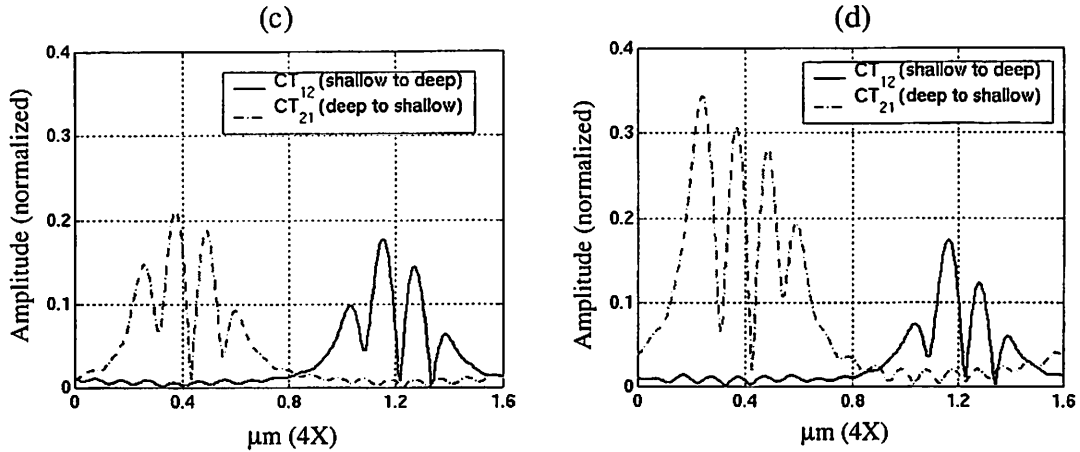 (c)
0.4
0.3
0.2
0.1
0
Amplitude (normalized)
CT12 (shallow to deep)
CT21 (deep to shallow)
0 0.4 0.8 1.2 1.6
μm (4X)
(d)
0.4
0.3
0.2
0.1
0
Amplitude (normalized)
CT12 (shallow to deep)
CT21 (deep to shallow)
0 0.4 0.8 1.2 1.6
μm (4X)